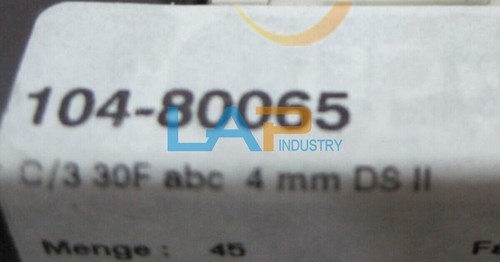 104-80065
LAP
INDUSTRY
C/3 30F abc 4 mm DS II
Menge : 45